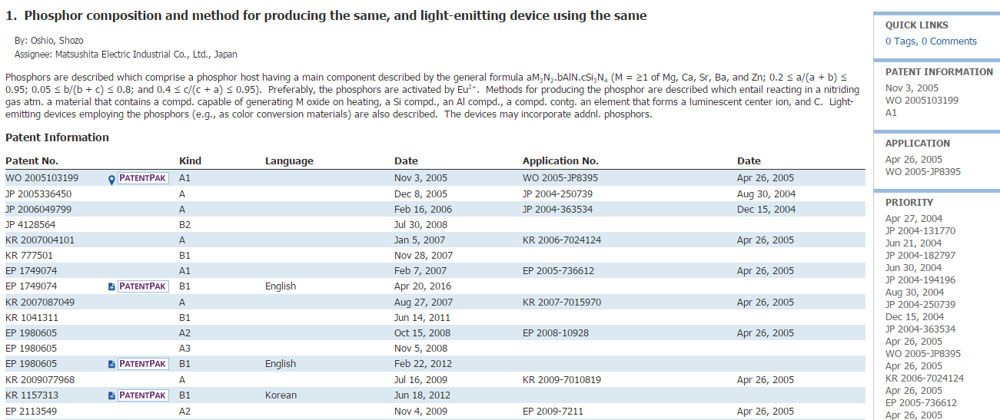 1. Phosphor composition and method for producing the same, and light-emitting device using the same
By: Oshio, Shozo
Assignee: Matsushita Electric Industrial Co., Ltd., Japan
Phosphors are described which comprise a phosphor host having a main component described by the general formula aM₃N₂.bAlN.cSi₃N₄ (M = ≥1 of Mg, Ca, Sr, Ba, and Zn; 0.2 ≤ a/(a + b) ≤
0.95; 0.05 ≤ b/(b + c) ≤ 0.8; and 0.4 ≤ c/(c + a) ≤ 0.95). Preferably, the phosphors are activated by Eu²⁺. Methods for producing the phosphor are described which entail reacting in a nitriding
gas atm. a material that contains a compd. capable of generating M oxide on heating, a Si compd., an Al compd., a compd. contg. an element that forms a luminescent center ion, and C. Light-
emitting devices employing the phosphors (e.g., as color conversion materials) are also described. The devices may incorporate addnl. phosphors.
Patent Information
Patent No. Kind Language Date Application No. Date
WO 2005103199 PATENTPAK A1 Nov 3, 2005 WO 2005-JP8395 Apr 26, 2005
JP 2005336450 A Dec 8, 2005 JP 2004-250739 Aug 30, 2004
JP 2006049799 A Feb 16, 2006 JP 2004-363534 Dec 15, 2004
JP 4128564 B2 Jul 30, 2008
KR 2007004101 A Jan 5, 2007 KR 2006-7024124 Apr 26, 2005
KR 777501 B1 Nov 28, 2007
EP 1749074 A1 Feb 7, 2007 EP 2005-736612 Apr 26, 2005
EP 1749074 PATENTPAK B1 English Apr 20, 2016
KR 2007087049 A Aug 27, 2007 KR 2007-7015970 Apr 26, 2005
KR 1041311 B1 Jun 14, 2011
EP 1980605 A2 Oct 15, 2008 EP 2008-10928 Apr 26, 2005
EP 1980605 A3 Nov 5, 2008
EP 1980605 PATENTPAK B1 English Feb 22, 2012
KR 2009077968 A Jul 16, 2009 KR 2009-7010819 Apr 26, 2005
KR 1157313 PATENTPAK B1 Korean Jun 18, 2012
EP 2113549 A2 Nov 4, 2009 EP 2009-7211 Apr 26, 2005
QUICK LINKS
0 Tags, 0 Comments
PATENT INFORMATION
Nov 3, 2005
WO 2005103199
A1
APPLICATION
Apr 26, 2005
WO 2005-JP8395
PRIORITY
Apr 27, 2004
JP 2004-131770
Jun 21, 2004
JP 2004-182797
Jun 30, 2004
JP 2004-194196
Aug 30, 2004
JP 2004-250739
Dec 15, 2004
JP 2004-363534
Apr 26, 2005
WO 2005-JP8395
Apr 26, 2005
KR 2006-7024124
Apr 26, 2005
EP 2005-736612
Apr 26, 2005